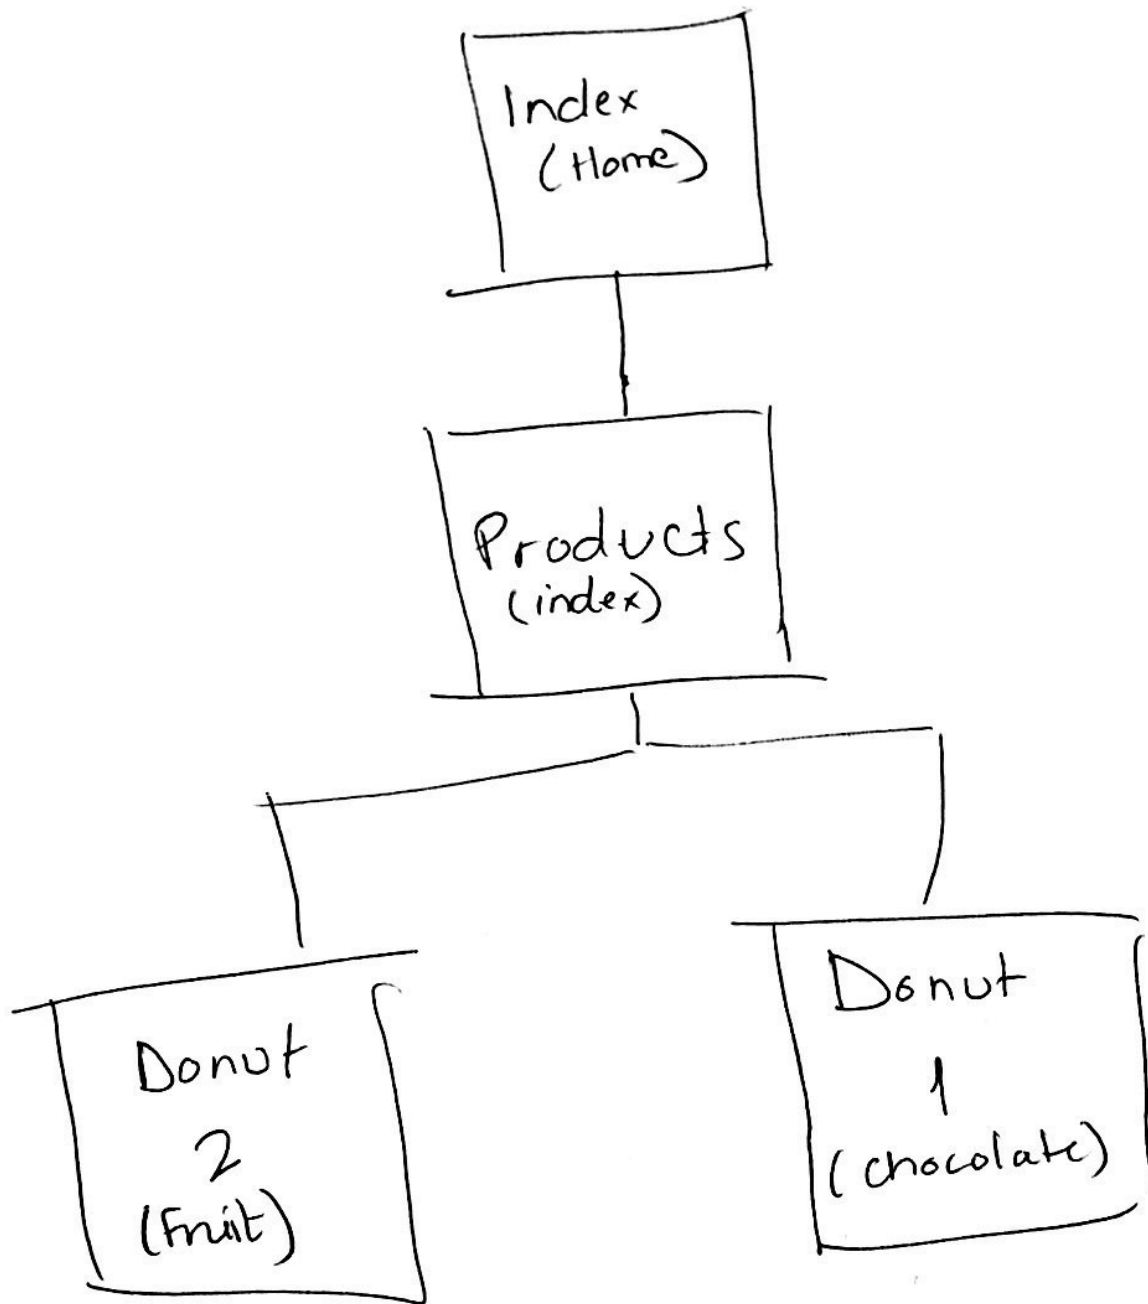 Index
(Home)
Products
(index)
Donut
2
(Fruit)
Donut
1
(chocolate)